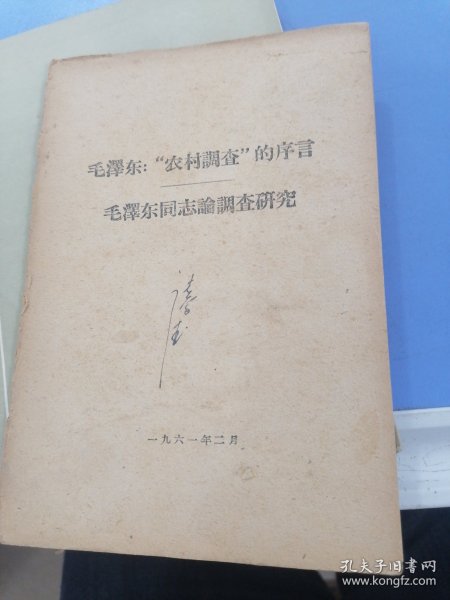 毛澤东：“农村調查”的序言
毛澤东同志論調查研究
一九六一年二月
孔夫子旧书网
www.kongfz.com